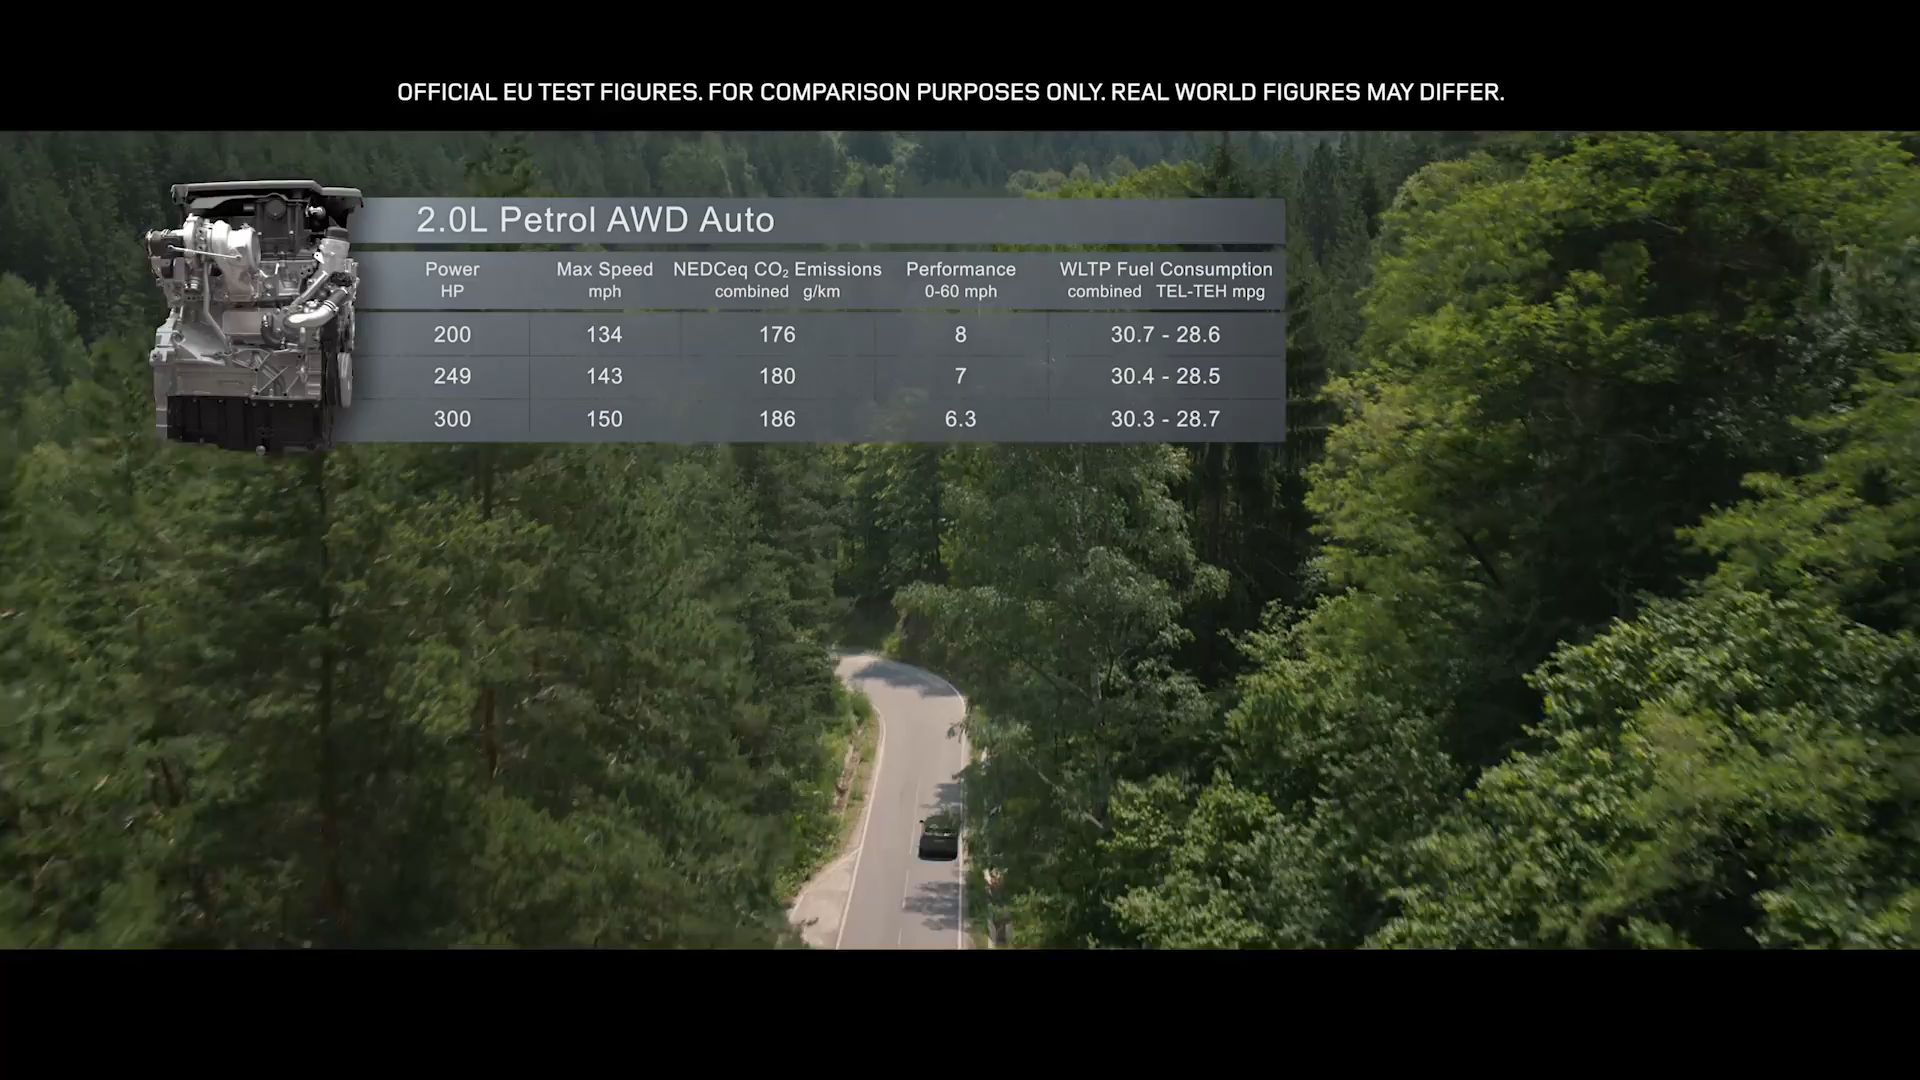 OFFICIAL EU TEST FIGURES. FOR COMPARISON PURPOSES ONLY. REAL WORLD FIGURES MAY DIFFER.
2.0L Petrol AWD Auto
Power Max Speed NEDCeq CO₂ Emissions Performance WLTP Fuel Consumption
HP mph combined g/km 0-60 mph combined TEL-TEH mpg
200 134 176 8 30.7 - 28.6
249 143 180 7 30.4 - 28.5
300 150 186 6.3 30.3 - 28.7